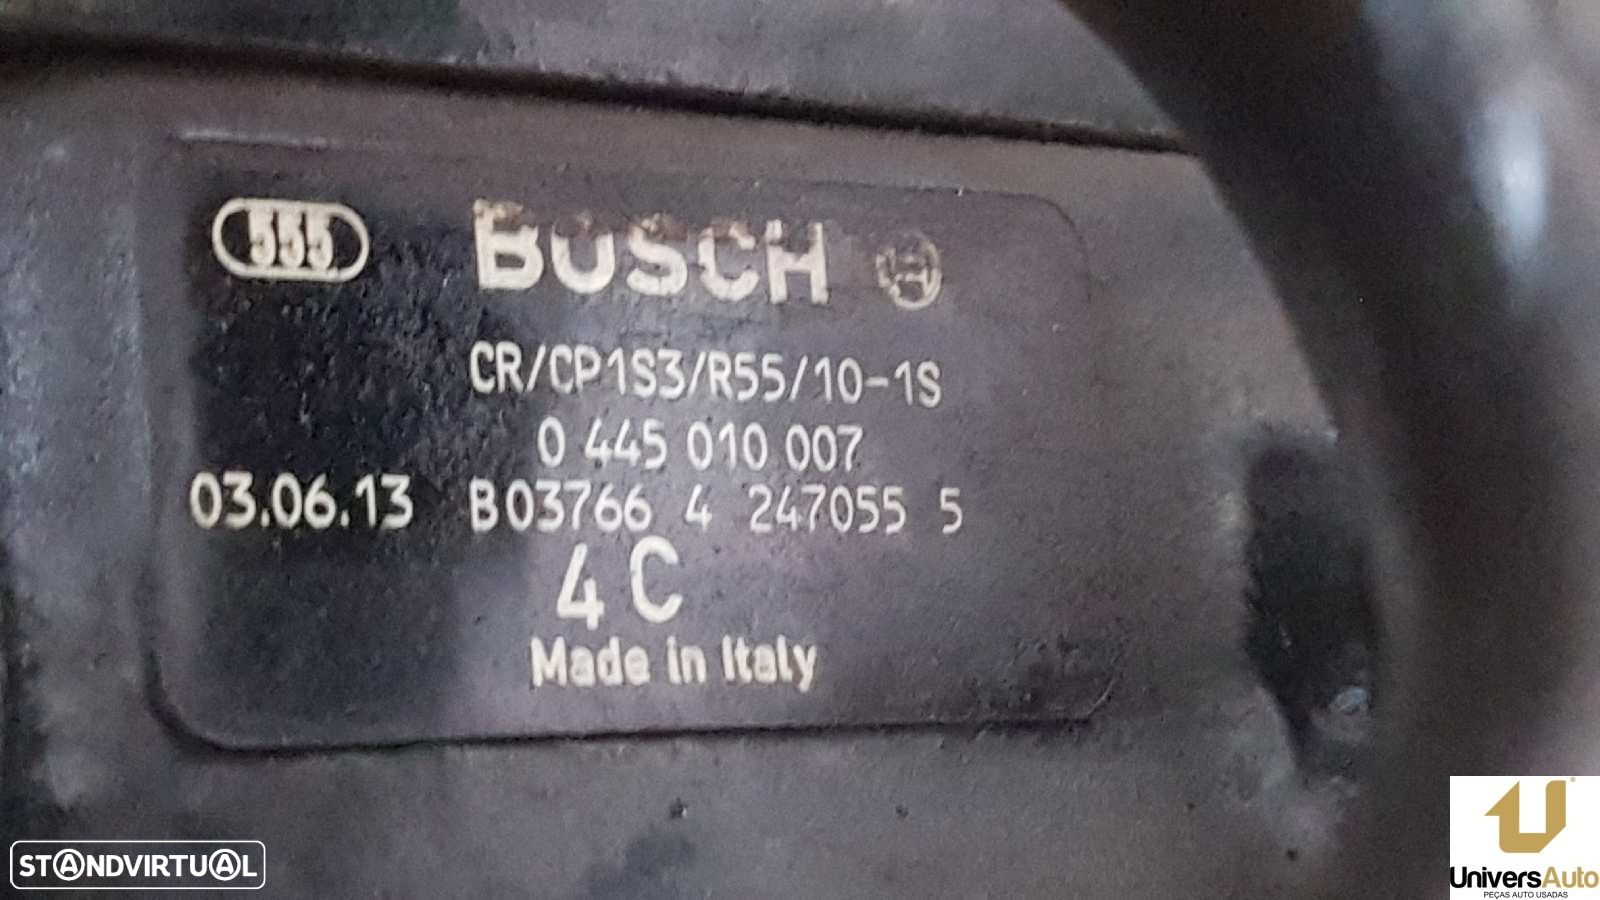 555 BOSCH
CR/CP1S3/R55/10-1S
0 445 010 007
03.06.13 B03766 4 247055 5
4C
Made in Italy
STANDVIRTUAL
UniversAuto
PEÇAS AUTO USADAS